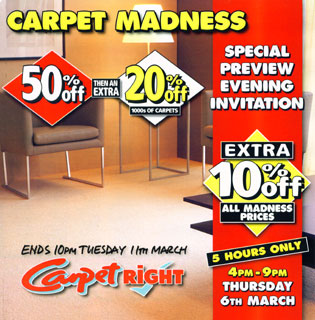 CARPET MADNESS
50% off
THEN AN EXTRA
20% off
1000s OF CARPETS
SPECIAL
PREVIEW
EVENING
INVITATION
EXTRA
10% off
ALL MADNESS
PRICES
5 HOURS ONLY
4PM - 9PM
THURSDAY
6TH MARCH
ENDS 10PM TUESDAY 11TH MARCH
Carpet RIGHT